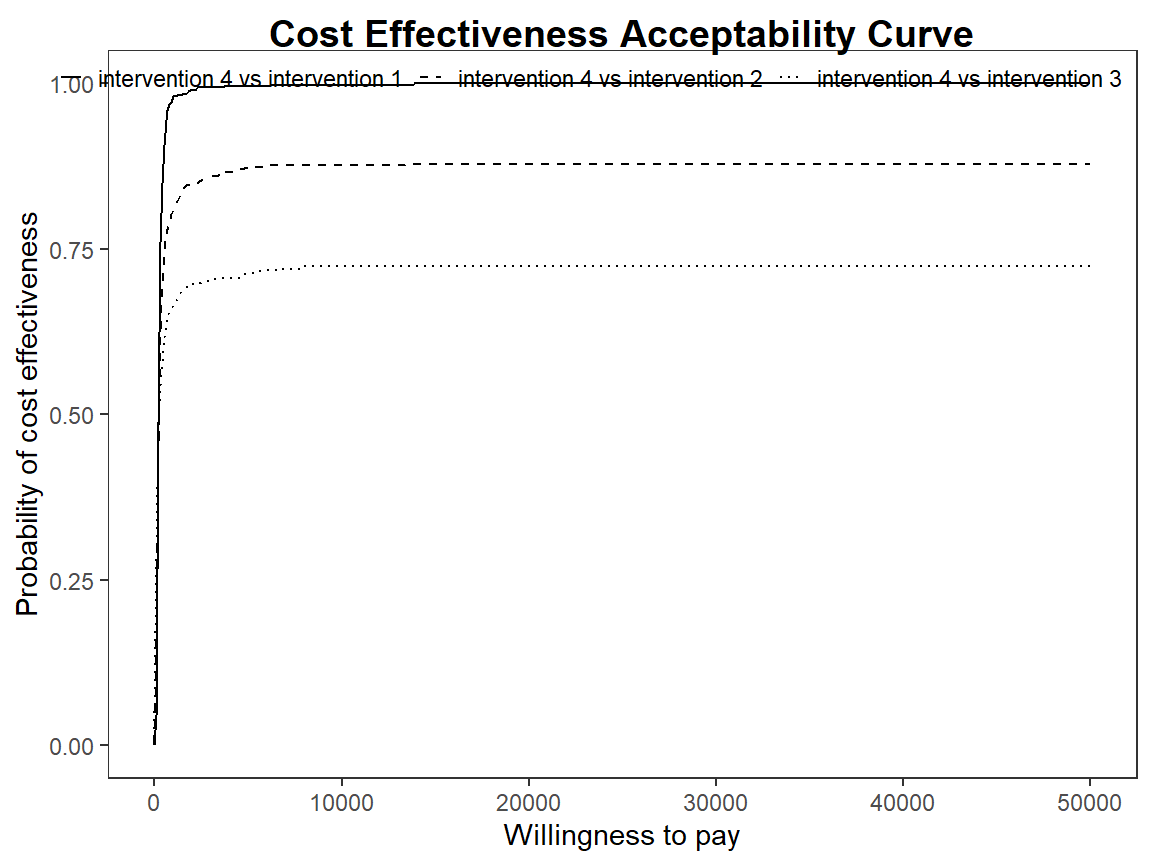 Cost Effectiveness Acceptability Curve
intervention 4 vs intervention 1 intervention 4 vs intervention 2 intervention 4 vs intervention 3
1.00
0.75
0.50
0.25
0.00
Probability of cost effectiveness
0 10000 20000 30000 40000 50000
Willingness to pay